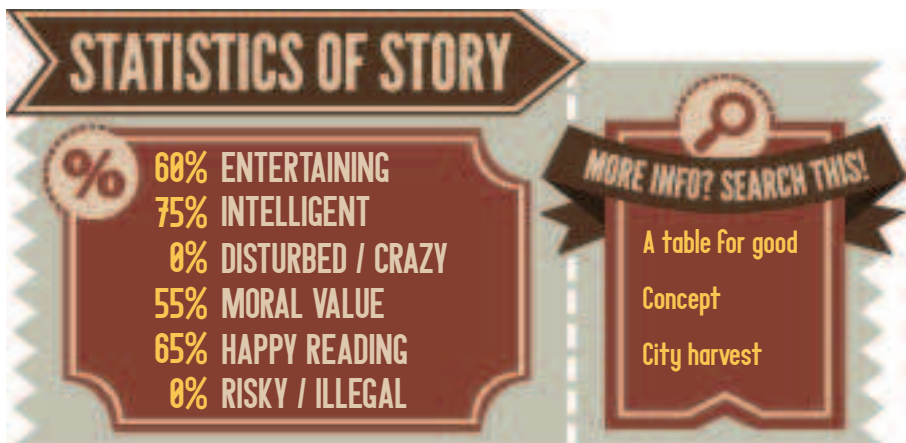 STATISTICS OF STORY
%
60% ENTERTAINING
75% INTELLIGENT
0% DISTURBED / CRAZY
55% MORAL VALUE
65% HAPPY READING
0% RISKY / ILLEGAL
MORE INFO? SEARCH THIS!
A table for good
Concept
City harvest